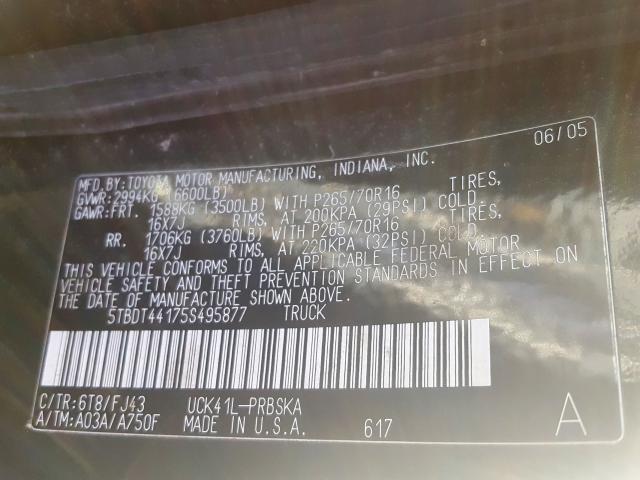 06/05
MFD.BY:TOYOTA MOTOR MANUFACTURING, INDIANA, INC.
GVWR:2994KG (6600LB)
GAWR:FRT. 1588KG (3500LB) WITH P265/70R16 TIRES,
16X7J RIMS, AT 200KPA (29PSI) COLD.
RR. 1706KG (3760LB) WITH P265/70R16 TIRES,
16X7J RIMS, AT 220KPA (32PSI) COLD.
THIS VEHICLE CONFORMS TO ALL APPLICABLE FEDERAL MOTOR
VEHICLE SAFETY AND THEFT PREVENTION STANDARDS IN EFFECT ON
THE DATE OF MANUFACTURE SHOWN ABOVE.
5TBDT44175S495877 TRUCK
C/TR:6T8/FJ43 UCK41L-PRBSKA
A/TM:A03A/A750F MADE IN U.S.A. 617 A